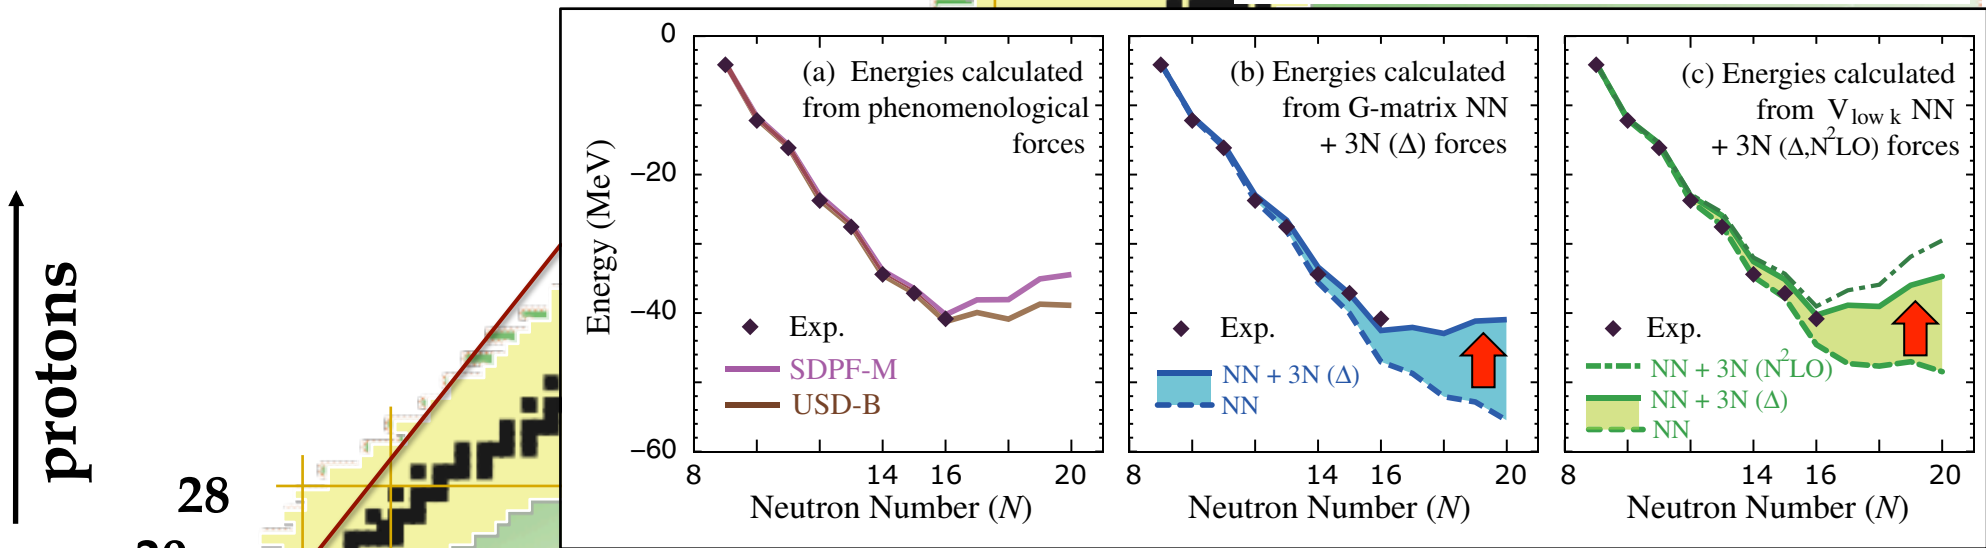 protons
28
Energy (MeV)
0
−20
−40
−60
(a) Energies calculated
from phenomenological
forces
Exp.
SDPF-M
USD-B
8 14 16 20
Neutron Number (N)
(b) Energies calculated
from G-matrix NN
+ 3N (Δ) forces
Exp.
NN + 3N (Δ)
NN
8 14 16 20
Neutron Number (N)
(c) Energies calculated
from V low k NN
+ 3N (Δ,N²LO) forces
Exp.
NN + 3N (N²LO)
NN + 3N (Δ)
NN
8 14 16 20
Neutron Number (N)